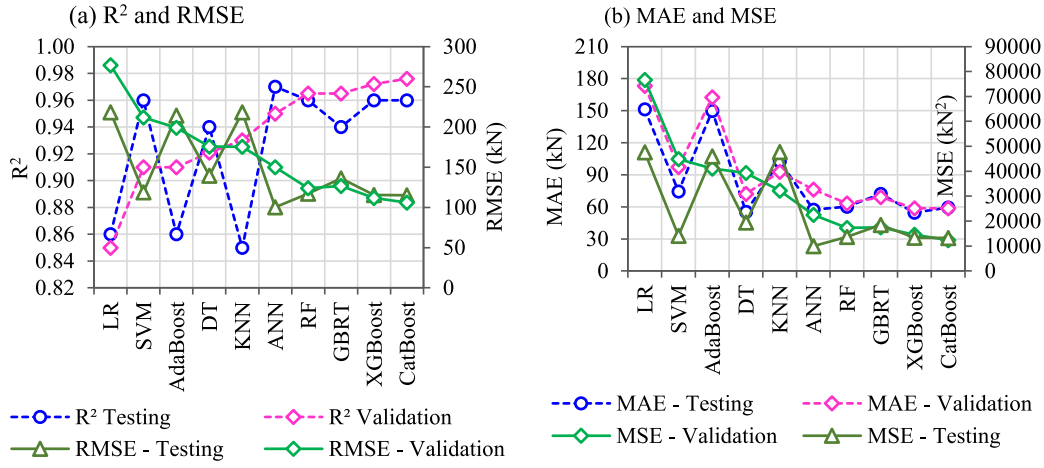 (a) R² and RMSE
1.00
0.98
0.96
0.94
0.92
0.90
0.88
0.86
0.84
0.82
R²
300
250
200
150
100
50
0
RMSE (kN)
LR
SVM
AdaBoost
DT
KNN
ANN
RF
GBRT
XGBoost
CatBoost
R² Testing
R² Validation
RMSE - Testing
RMSE - Validation
(b) MAE and MSE
210
180
150
120
90
60
30
0
MAE (kN)
90000
80000
70000
60000
50000
40000
30000
20000
10000
0
MSE (kN²)
LR
SVM
AdaBoost
DT
KNN
ANN
RF
GBRT
XGBoost
CatBoost
MAE - Testing
MAE - Validation
MSE - Validation
MSE - Testing